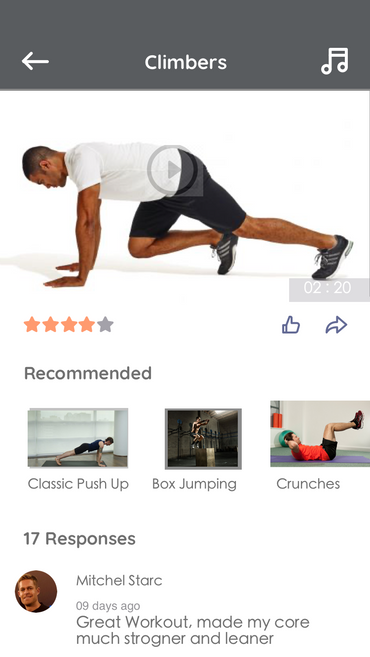 Climbers
02 : 20
Recommended
Classic Push Up
Box Jumping
Crunches
17 Responses
Mitchel Starc
09 days ago
Great Workout, made my core
much strogner and leaner